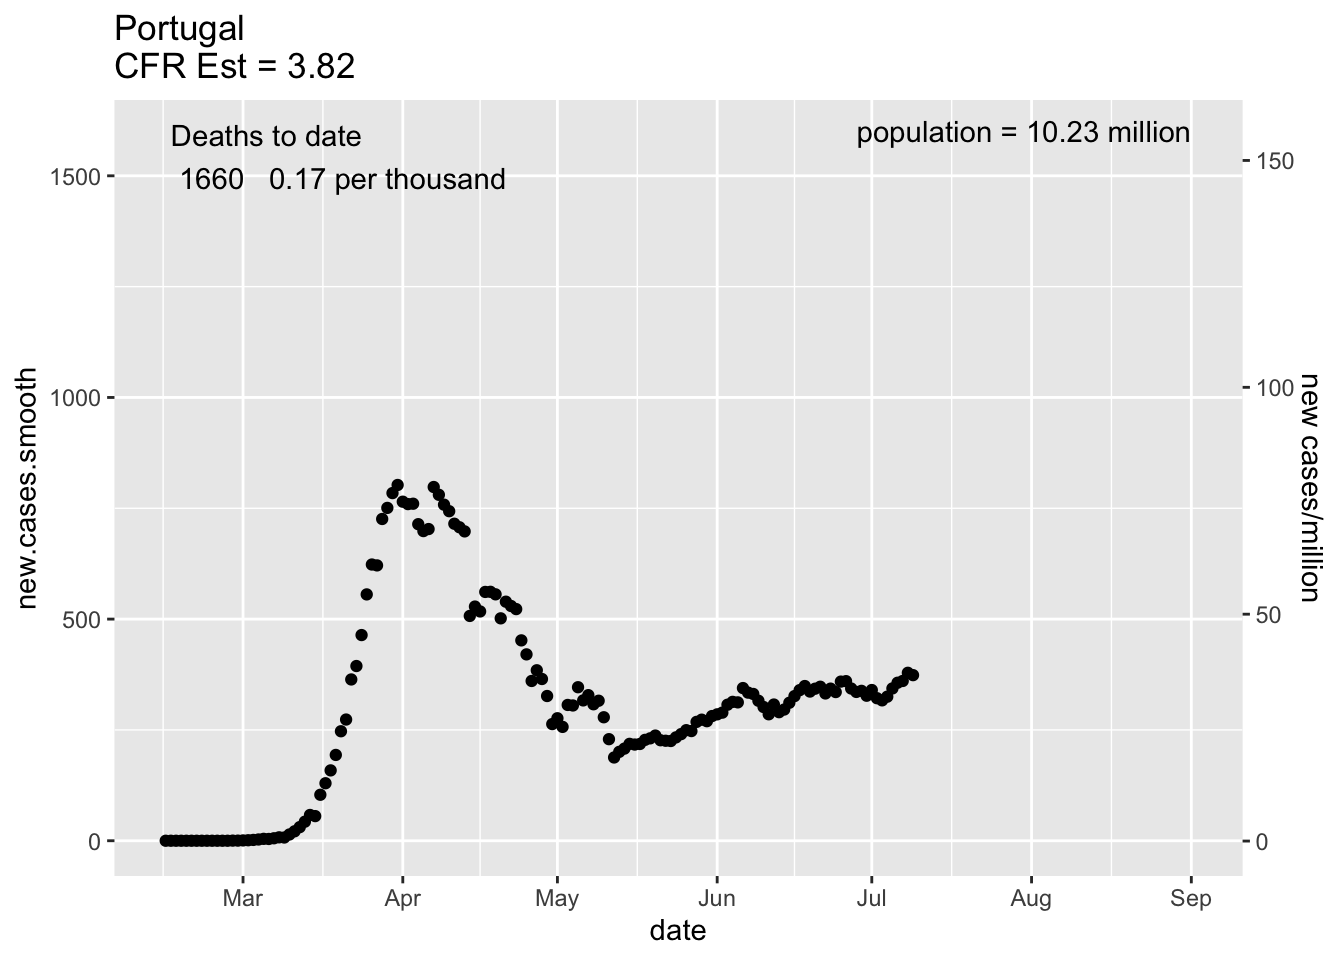 Portugal
CFR Est = 3.82
Deaths to date
1660 0.17 per thousand
population = 10.23 million
1500
1000
500
0
new.cases.smooth
150
100
50
0
new cases/million
Mar Apr May Jun Jul Aug Sep
date